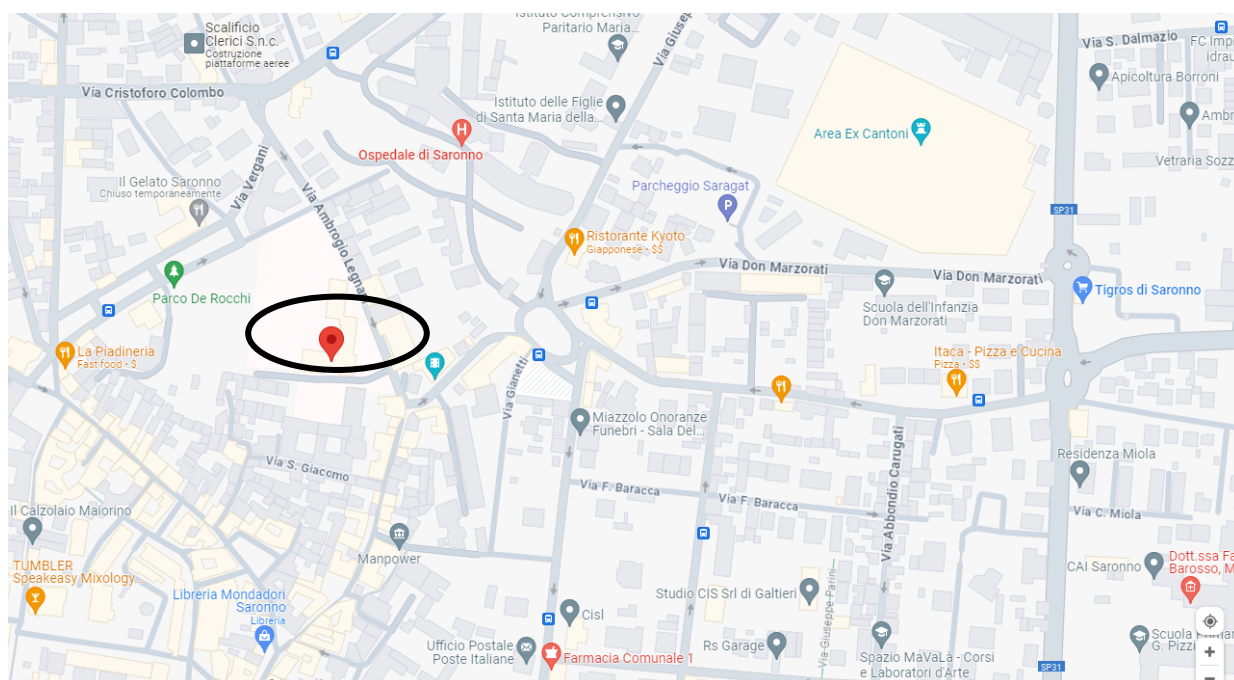 Istituto Comprensivo
Paritario Maria...
Scalificio
Clerici S.n.c.
Costruzione
piattaforme aeree
Via Giuse
Via S. Dalmazio
FC Imp
idrau
Apicoltura Borroni
Via Cristoforo Colombo
Istituto delle Figlie
di Santa Maria della...
Ambr
Area Ex Cantoni
H
Ospedale di Saronno
Vetraria Sozz
Il Gelato Saronno
Chiuso temporaneamente
Via Vergani
Via Ambrogio Legnani
Parcheggio Saragat
P
SP31
Ristorante Kyoto
Giapponese • $$
Via Don Marzorati
Via Don Marzorati
Parco De Rocchi
Scuola dell'Infanzia
Don Marzorati
Tigros di Saronno
La Piadineria
Fast food • $
Itaca - Pizza e Cucina
Pizza • $$
Via Gianetti
Miazzolo Onoranze
Funebri - Sala Del...
Via Abbondio Carugati
Residenza Miola
Via S. Giacomo
Via F. Baracca
Via F. Baracca
Via C. Miola
Il Calzolaio Maiorino
Manpower
TUMBLER
Speakeasy Mixology...
CAI Saronno
Dott.ssa Fa
Barosso, M
Libreria Mondadori
Saronno
Libreria
Studio CIS Srl di Galtieri
Via Giuseppe Parini
Cisl
Ufficio Postale
Poste Italiane
Farmacia Comunale 1
Rs Garage
Spazio MaVaLà - Corsi
e Laboratori d'Arte
Scuola Primar
G. Pizzi
SP31
+
−